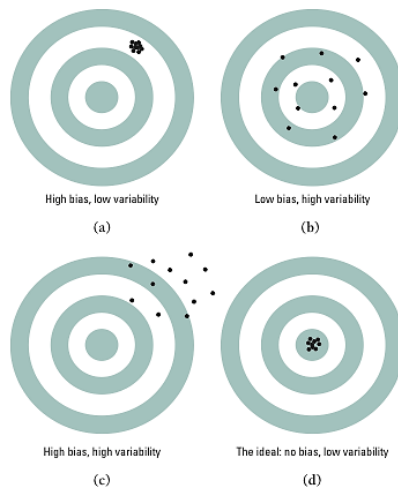 High bias, low variability
Low bias, high variability
(a)
(b)
High bias, high variability
The ideal: no bias, low variability
(c)
(d)